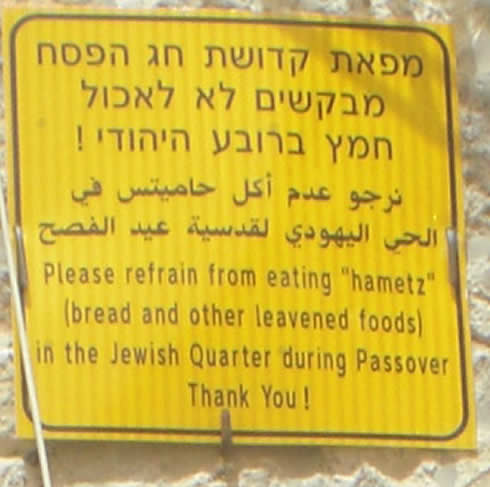 מפאת קדושת חג הפסח
מבקשים לא לאכול
חמץ ברובע היהודי!
نرجو عدم أكل حاميتس في
الحي اليهودي لقدسية عيد الفصح
Please refrain from eating "hametz"
(bread and other leavened foods)
in the Jewish Quarter during Passover
Thank You!